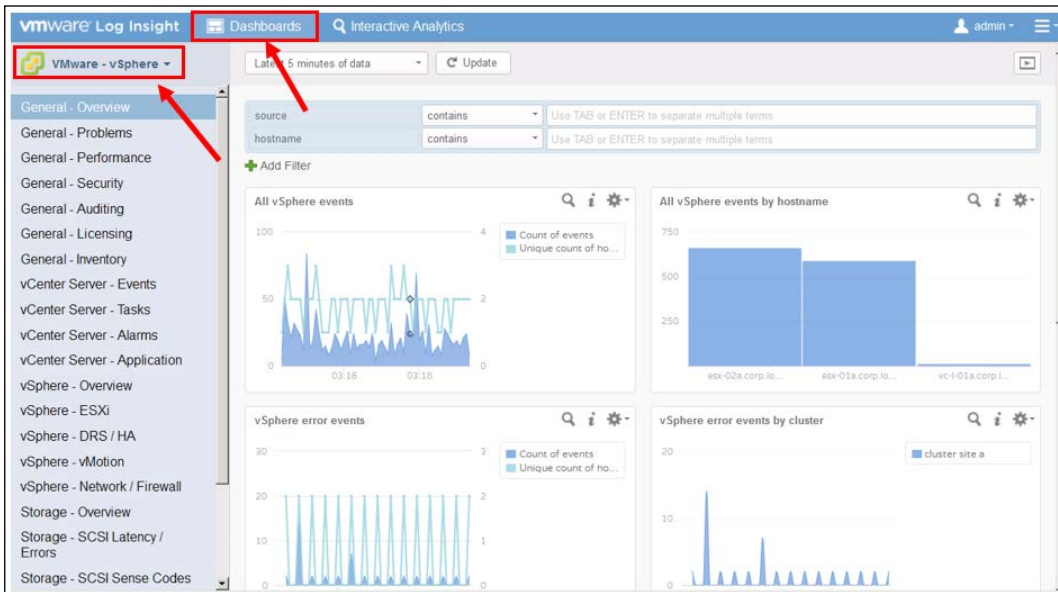 vmware Log Insight
Dashboards
Interactive Analytics
admin
VMware - vSphere
General - Overview
General - Problems
General - Performance
General - Security
General - Auditing
General - Licensing
General - Inventory
vCenter Server - Events
vCenter Server - Tasks
vCenter Server - Alarms
vCenter Server - Application
vSphere - Overview
vSphere - ESXi
vSphere - DRS / HA
vSphere - vMotion
vSphere - Network / Firewall
Storage - Overview
Storage - SCSI Latency /
Errors
Storage - SCSI Sense Codes
Latest 5 minutes of data
Update
source contains Use TAB or ENTER to separate multiple terms
hostname contains Use TAB or ENTER to separate multiple terms
Add Filter
All vSphere events
100 4
50 2
0 0
03:16 03:18
Count of events
Unique count of ho...
All vSphere events by hostname
750
500
250
esx-02a.corp.lo... esx-01a.corp.lo... vc-l-01a.corp.l...
vSphere error events
30 3
20 2
10 1
0 0
Count of events
Unique count of ho...
vSphere error events by cluster
20
10
0
cluster site a